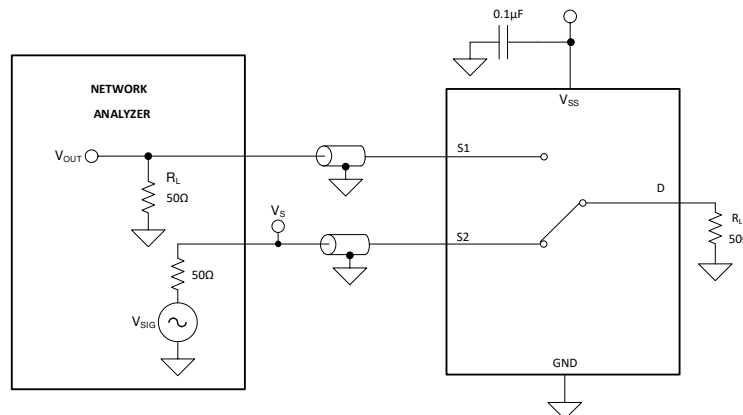 0.1µF
NETWORK
ANALYZER
VSS
VOUT
S1
RL
50Ω
D
VS
RL
S2
50Ω
VSIG
GND